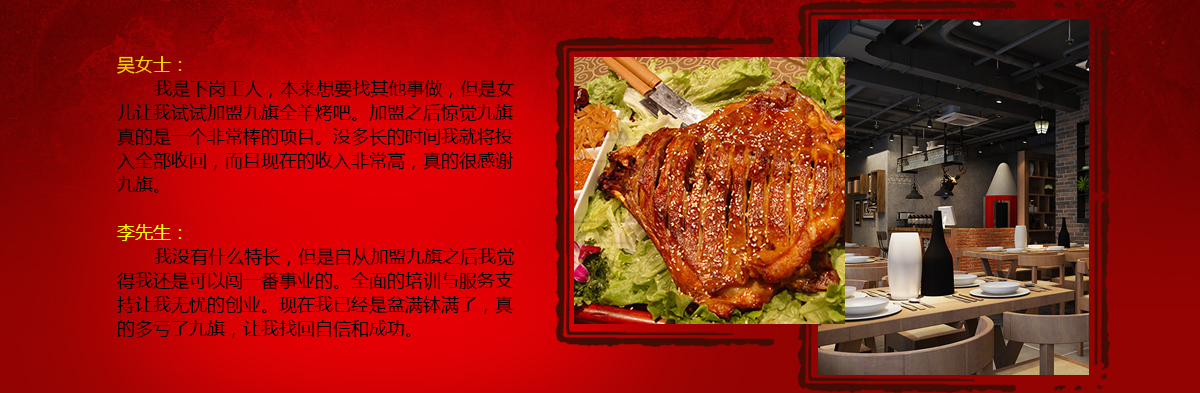 吴女士：
我是下岗工人，本来想要找其他事做，但是女
儿让我试试加盟九旗全羊烤吧。加盟之后惊觉九旗
真的是一个非常棒的项目。没多长的时间我就将投
入全部收回，而且现在的收入非常高，真的很感谢
九旗。
李先生：
我没有什么特长，但是自从加盟九旗之后我觉
得我还是可以闯一番事业的。全面的培训与服务支
持让我无忧的创业。现在我已经是盆满钵满了，真
的多亏了九旗，让我找回自信和成功。